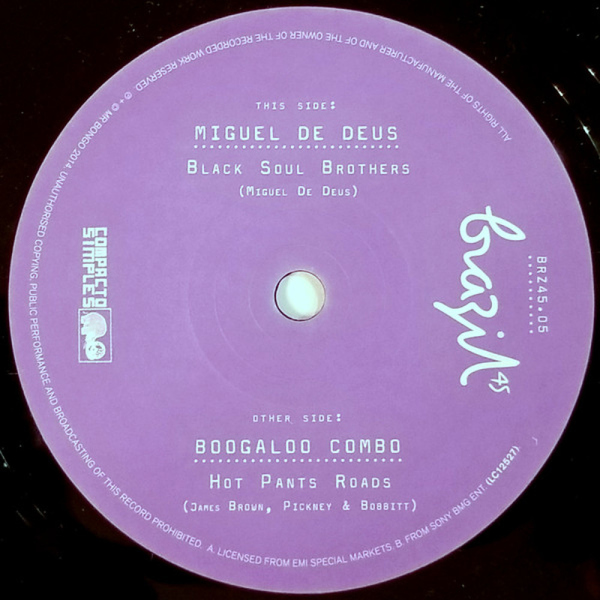 THIS SIDE:
MIGUEL DE DEUS
BLACK SOUL BROTHERS
(MIGUEL DE DEUS)
brazil 45
BRZ45.05
COMPACTO
SIMPLES
OTHER SIDE:
BOOGALOO COMBO
HOT PANTS ROADS
(JAMES BROWN, PICKNEY & BOBBITT)
ALL RIGHTS OF THE MANUFACTURER AND OF THE OWNER OF THE RECORDED WORK RESERVED. ℗ + © MR BONGO 2014. UNAUTHORISED COPYING, PUBLIC PERFORMANCE AND BROADCASTING OF THIS RECORD PROHIBITED. A. LICENSED FROM EMI SPECIAL MARKETS. B. FROM SONY BMG ENT. (LC12527)